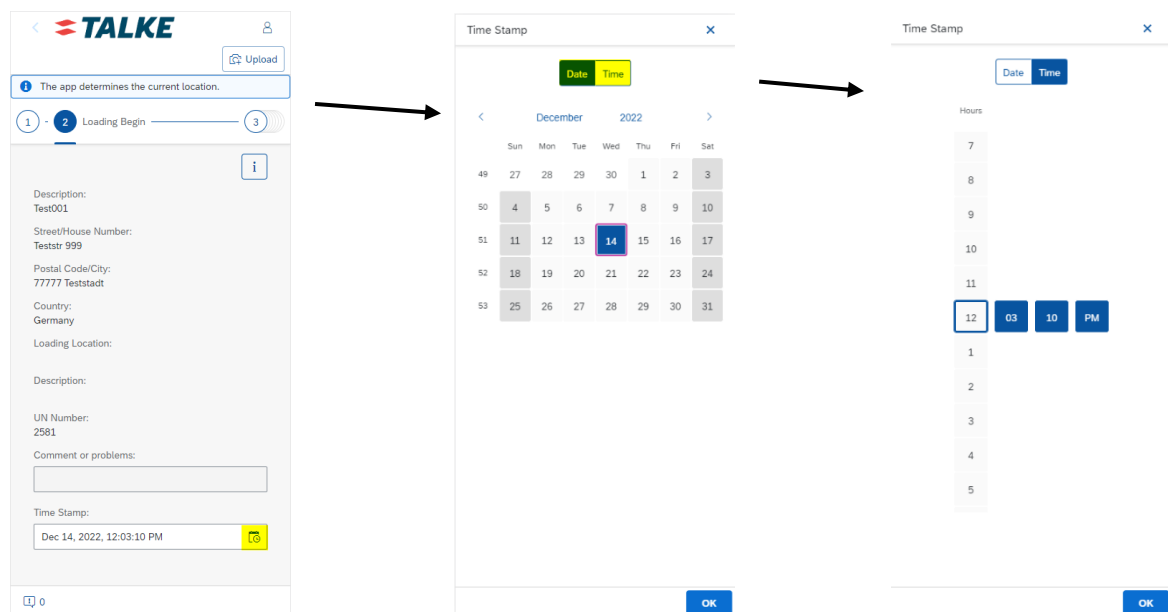 TALKE
Upload
The app determines the current location.
1 - 2 Loading Begin 3
i
Description:
Test001
Street/House Number:
Teststr 999
Postal Code/City:
77777 Teststadt
Country:
Germany
Loading Location:
Description:
UN Number:
2581
Comment or problems:
Time Stamp:
Dec 14, 2022, 12:03:10 PM
0
Time Stamp
Date Time
December 2022
Sun Mon Tue Wed Thu Fri Sat
49 27 28 29 30 1 2 3
50 4 5 6 7 8 9 10
51 11 12 13 14 15 16 17
52 18 19 20 21 22 23 24
53 25 26 27 28 29 30 31
OK
Time Stamp
Date Time
Hours
7
8
9
10
11
12 03 10 PM
1
2
3
4
5
OK